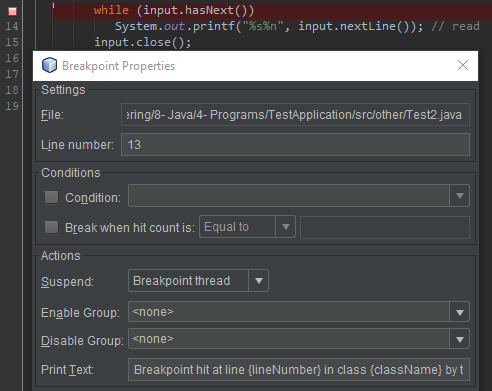 while (input.hasNext())
14 System.out.printf("%s%n", input.nextLine()); // read
15 input.close();
16
Breakpoint Properties
17
18
Settings
19
File: ering/8- Java/4- Programs/TestApplication/src/other/Test2.java
Line number: 13
Conditions
Condition:
Break when hit count is: Equal to
Actions
Suspend: Breakpoint thread
Enable Group: <none>
Disable Group: <none>
Print Text: Breakpoint hit at line {lineNumber} in class {className} by t